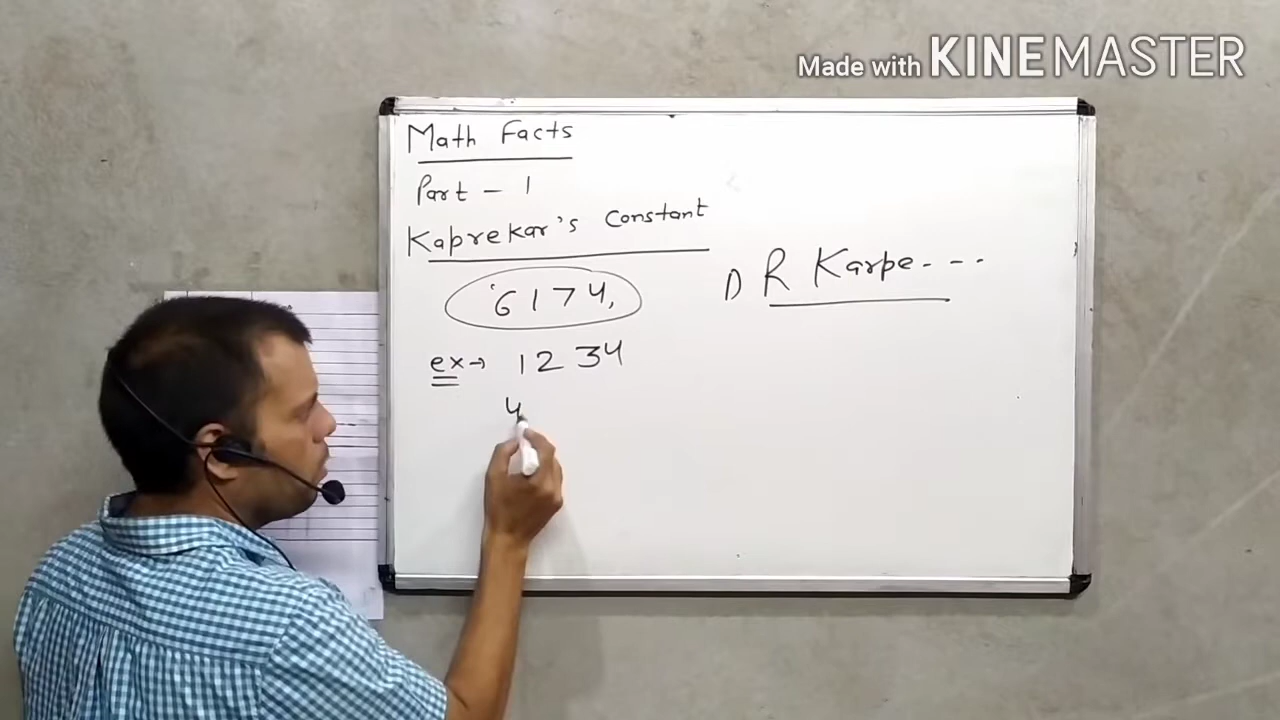 Made with KINEMASTER
Math Facts
Part - 1
Kaprekar's Constant
6174,
D R Karpe---
ex→ 1234
4